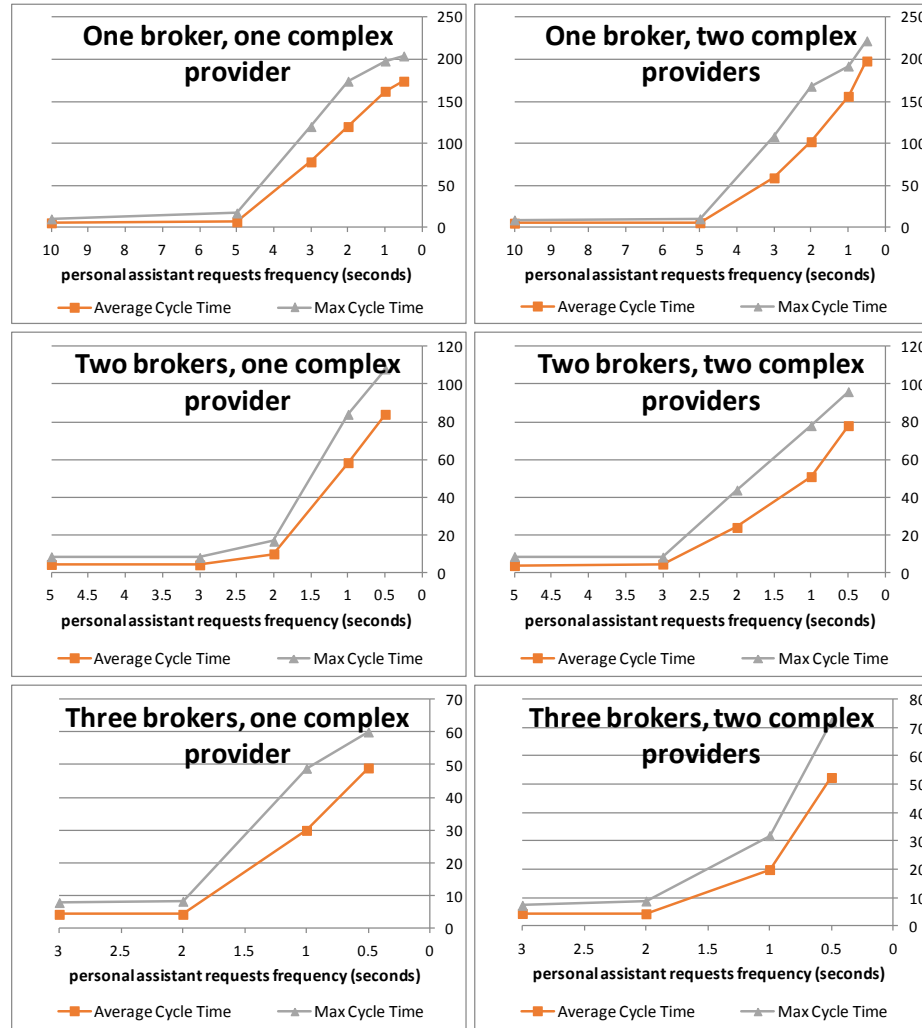 One broker, one complex
provider
250
200
150
100
50
0
10 9 8 7 6 5 4 3 2 1 0
personal assistant requests frequency (seconds)
Average Cycle Time Max Cycle Time
One broker, two complex
providers
250
200
150
100
50
0
10 9 8 7 6 5 4 3 2 1 0
personal assistant requests frequency (seconds)
Average Cycle Time Max Cycle Time
Two brokers, one complex
provider
120
100
80
60
40
20
0
5 4.5 4 3.5 3 2.5 2 1.5 1 0.5 0
personal assistant requests frequency (seconds)
Average Cycle Time Max Cycle Time
Two brokers, two complex
providers
120
100
80
60
40
20
0
5 4.5 4 3.5 3 2.5 2 1.5 1 0.5 0
personal assistant requests frequency (seconds)
Average Cycle Time Max Cycle Time
Three brokers, one complex
provider
70
60
50
40
30
20
10
0
3 2.5 2 1.5 1 0.5 0
personal assistant requests frequency (seconds)
Average Cycle Time Max Cycle Time
Three brokers, two complex
providers
80
70
60
50
40
30
20
10
0
3 2.5 2 1.5 1 0.5 0
personal assistant requests frequency (seconds)
Average Cycle Time Max Cycle Time